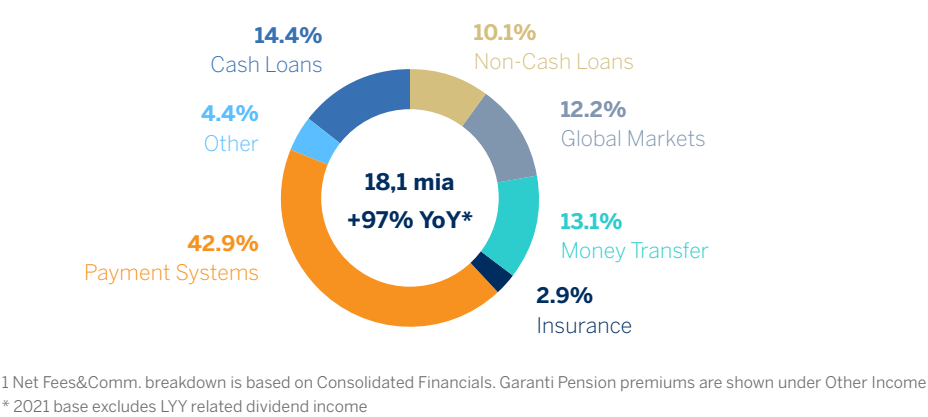 14.4%
Cash Loans
10.1%
Non-Cash Loans
4.4%
Other
12.2%
Global Markets
18,1 mia
+97% YoY*
42.9%
Payment Systems
13.1%
Money Transfer
2.9%
Insurance
1 Net Fees&Comm. breakdown is based on Consolidated Financials. Garanti Pension premiums are shown under Other Income
* 2021 base excludes LYY related dividend income